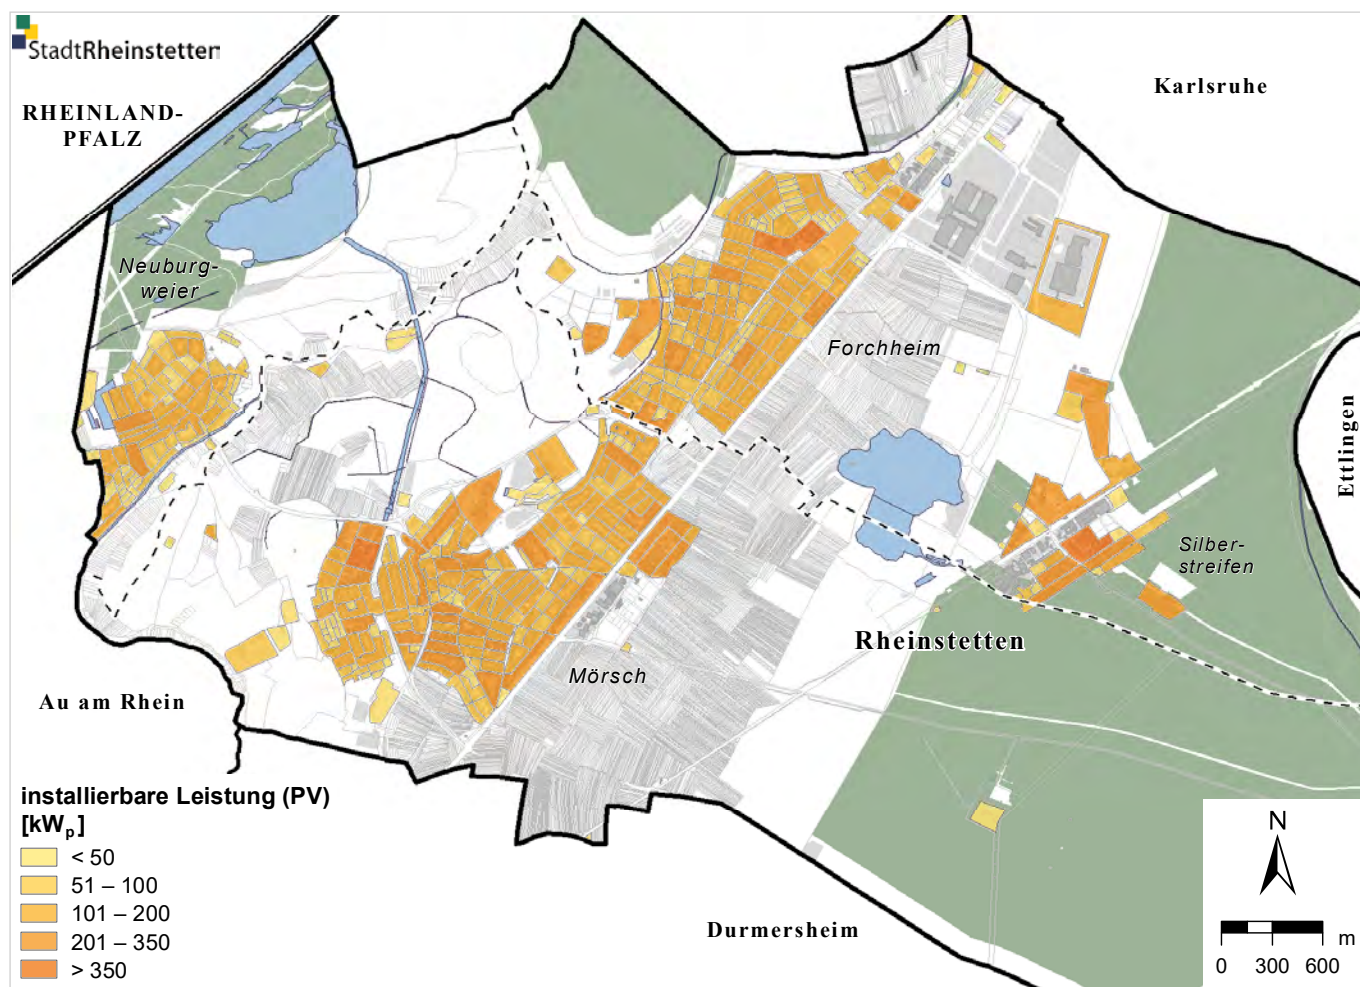 StadtRheinstetten
RHEINLAND-
PFALZ
Karlsruhe
Neuburg-
weier
Forchheim
Ettlingen
Silber-
streifen
Rheinstetten
Mörsch
Au am Rhein
Durmersheim
installierbare Leistung (PV)
[kWp]
< 50
51 – 100
101 – 200
201 – 350
> 350
N
m
0 300 600